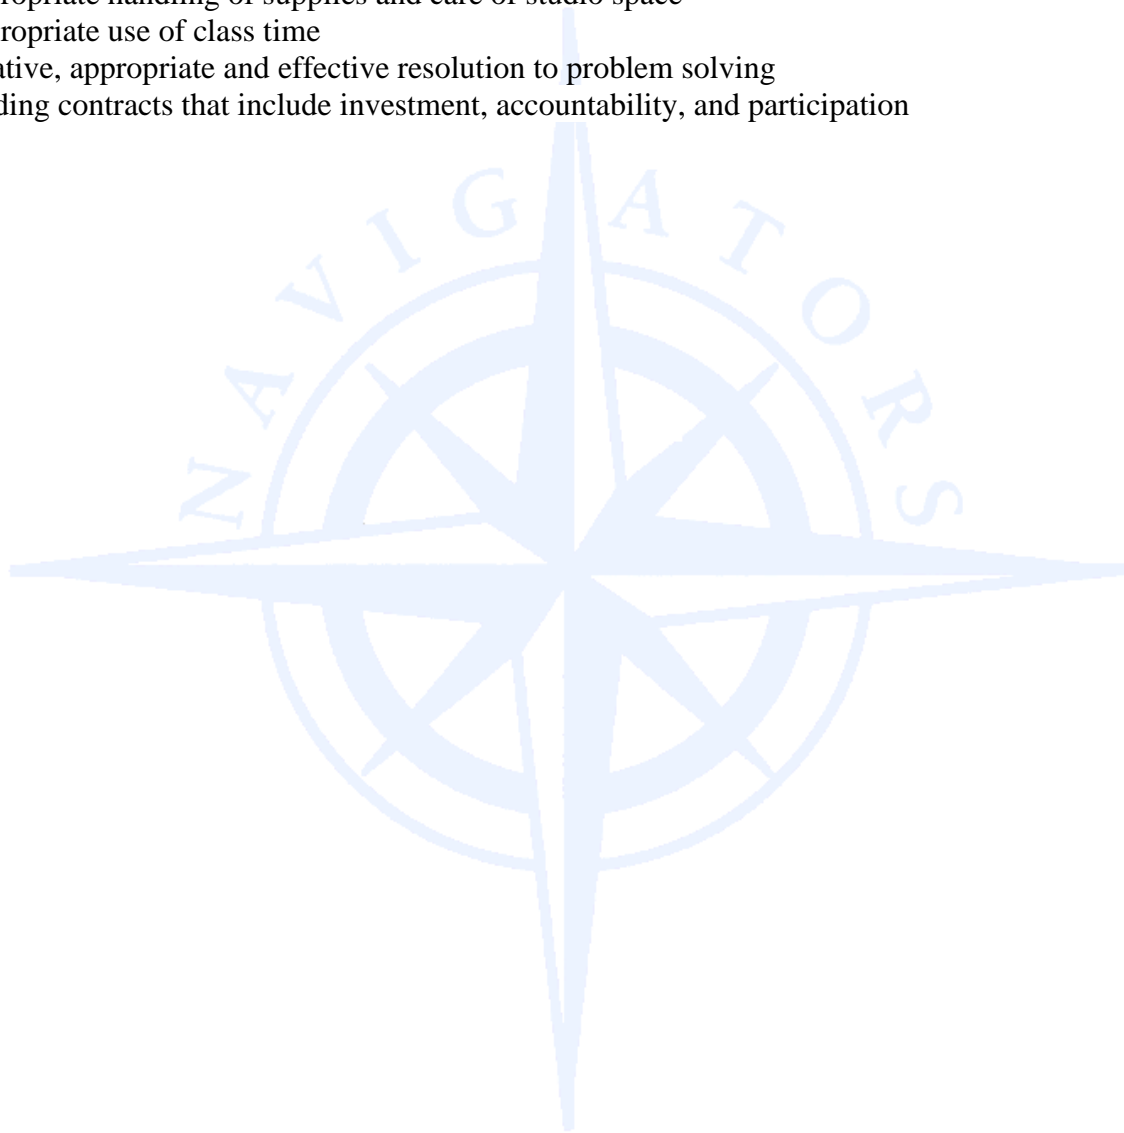 ropriate handling of supplies and care of studio space
ropriate use of class time
ative, appropriate and effective resolution to problem solving
ding contracts that include investment, accountability, and participation
NAVIGATORS